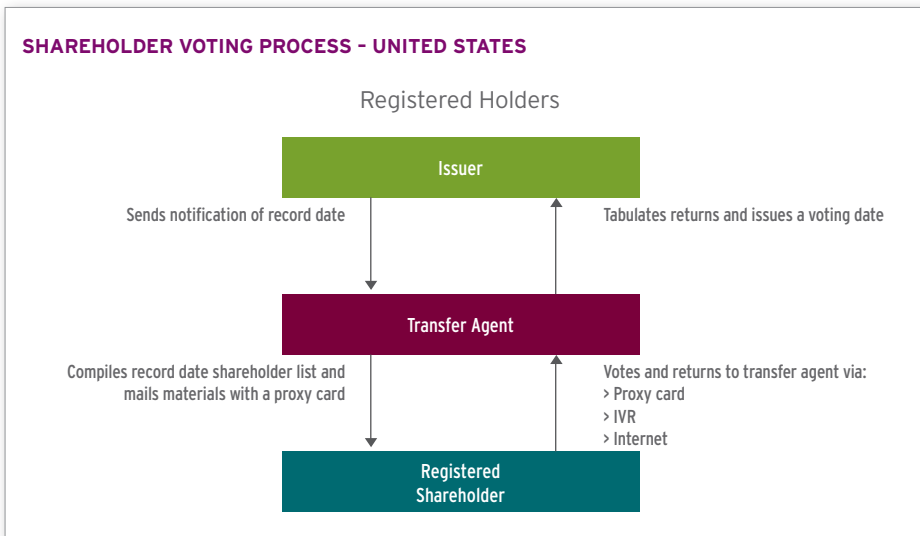 SHAREHOLDER VOTING PROCESS – UNITED STATES
Registered Holders
Issuer
Sends notification of record date
Tabulates returns and issues a voting date
Transfer Agent
Compiles record date shareholder list and
mails materials with a proxy card
Votes and returns to transfer agent via:
> Proxy card
> IVR
> Internet
Registered
Shareholder